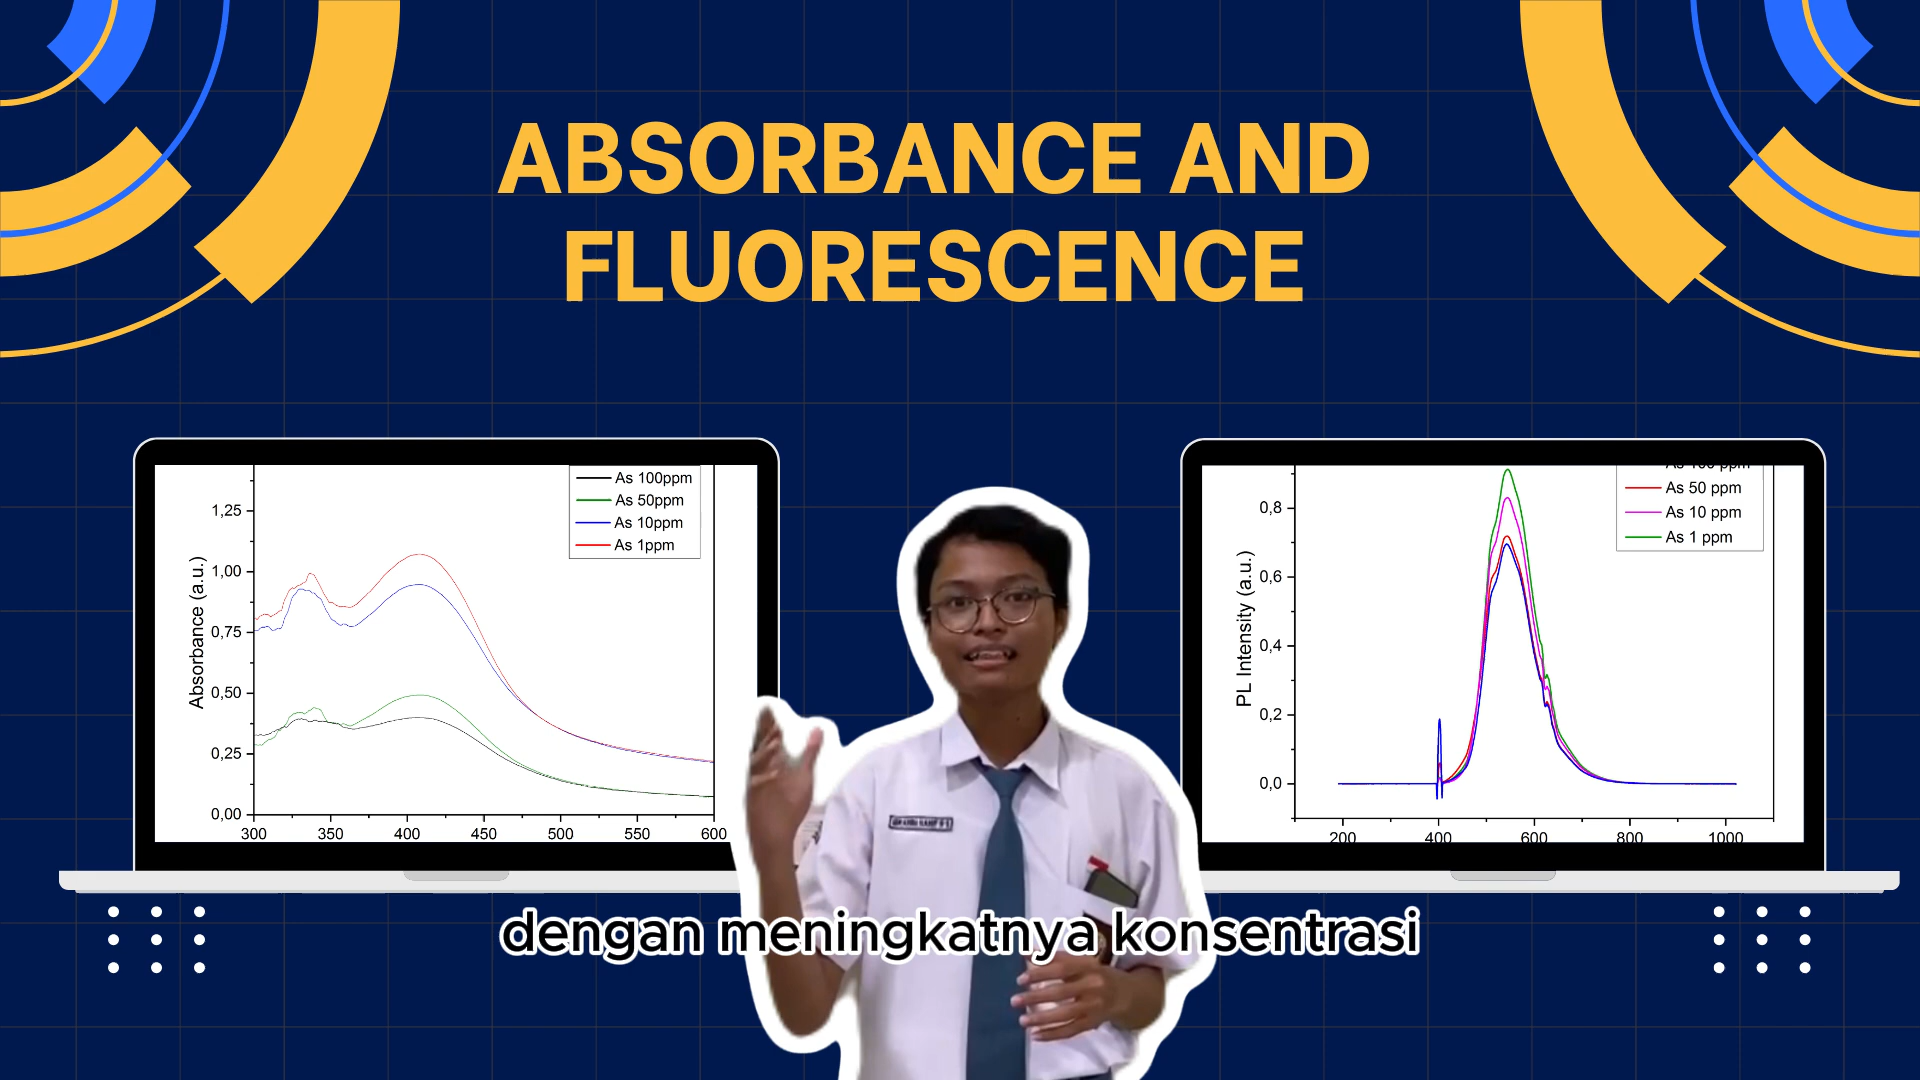 ABSORBANCE AND
FLUORESCENCE
As 100ppm
As 50ppm
As 10ppm
As 1ppm
Absorbance (a.u.)
1,25
1,00
0,75
0,50
0,25
0,00
300 350 400 450 500 550 600
As 100 ppm
As 50 ppm
As 10 ppm
As 1 ppm
PL Intensity (a.u.)
0,8
0,6
0,4
0,2
0,0
200 400 600 800 1000
dengan meningkatnya konsentrasi